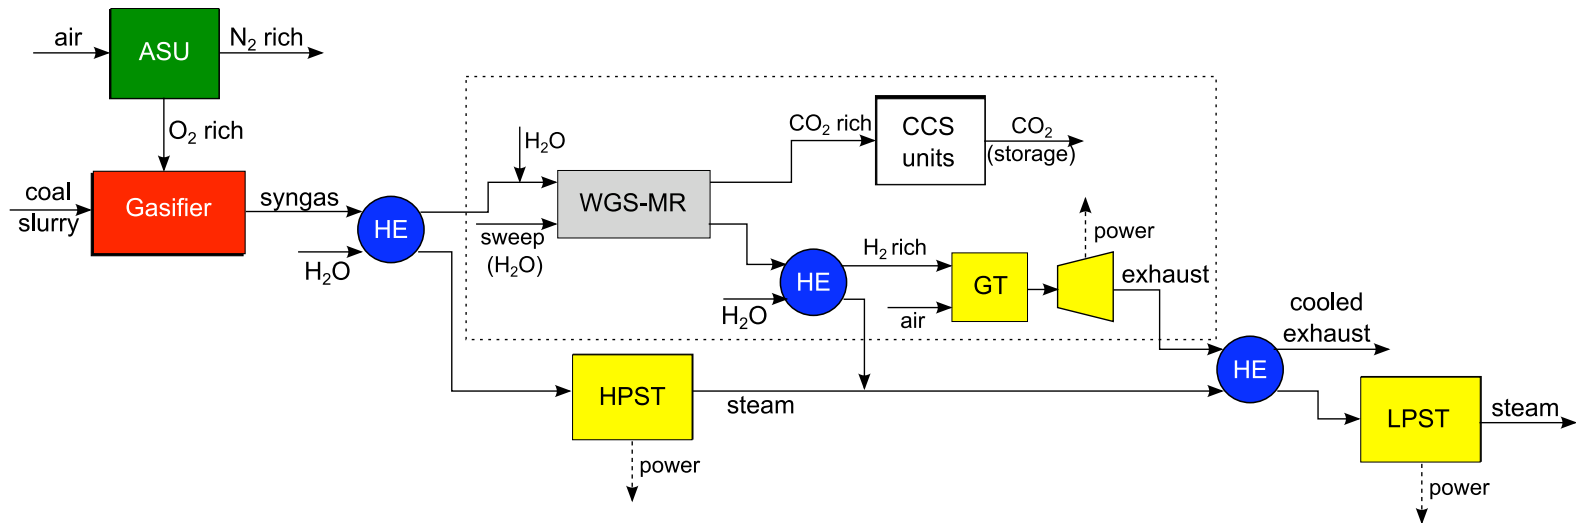 air
ASU
N₂ rich
O₂ rich
coal
slurry
Gasifier
syngas
HE
H₂O
H₂O
sweep
(H₂O)
WGS-MR
CO₂ rich
CCS
units
CO₂
(storage)
HE
H₂O
H₂ rich
air
GT
power
exhaust
HPST
steam
power
HE
cooled
exhaust
LPST
steam
power